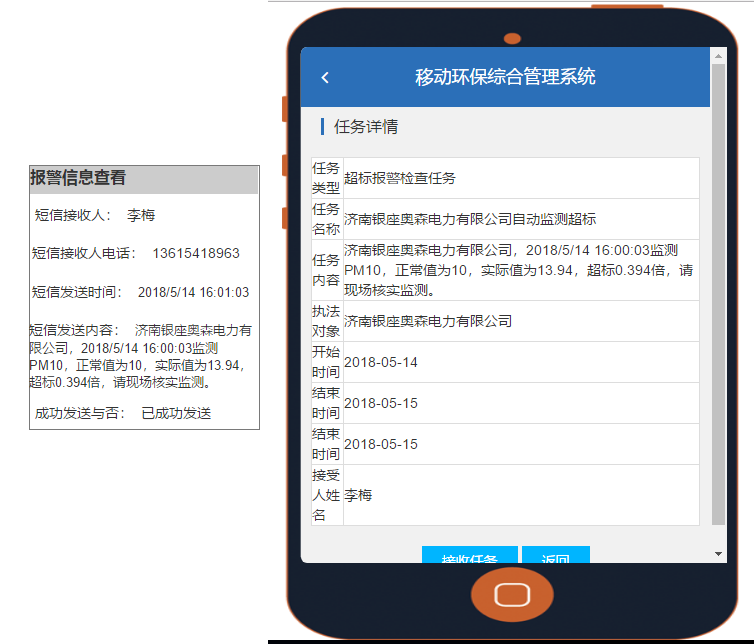 报警信息查看
短信接收人： 李梅
短信接收人电话： 13615418963
短信发送时间： 2018/5/14 16:01:03
短信发送内容： 济南银座奥森电力有
限公司，2018/5/14 16:00:03监测
PM10，正常值为10，实际值为13.94，
超标0.394倍，请现场核实监测。
成功发送与否： 已成功发送
移动环保综合管理系统
任务详情
任务
类型
超标报警检查任务
任务
名称
济南银座奥森电力有限公司自动监测超标
任务
内容
济南银座奥森电力有限公司，2018/5/14 16:00:03监测
PM10，正常值为10，实际值为13.94，超标0.394倍，请
现场核实监测。
执法
对象
济南银座奥森电力有限公司
开始
时间
2018-05-14
结束
时间
2018-05-15
结束
时间
2018-05-15
接受
人姓
名
李梅
接收任务
返回